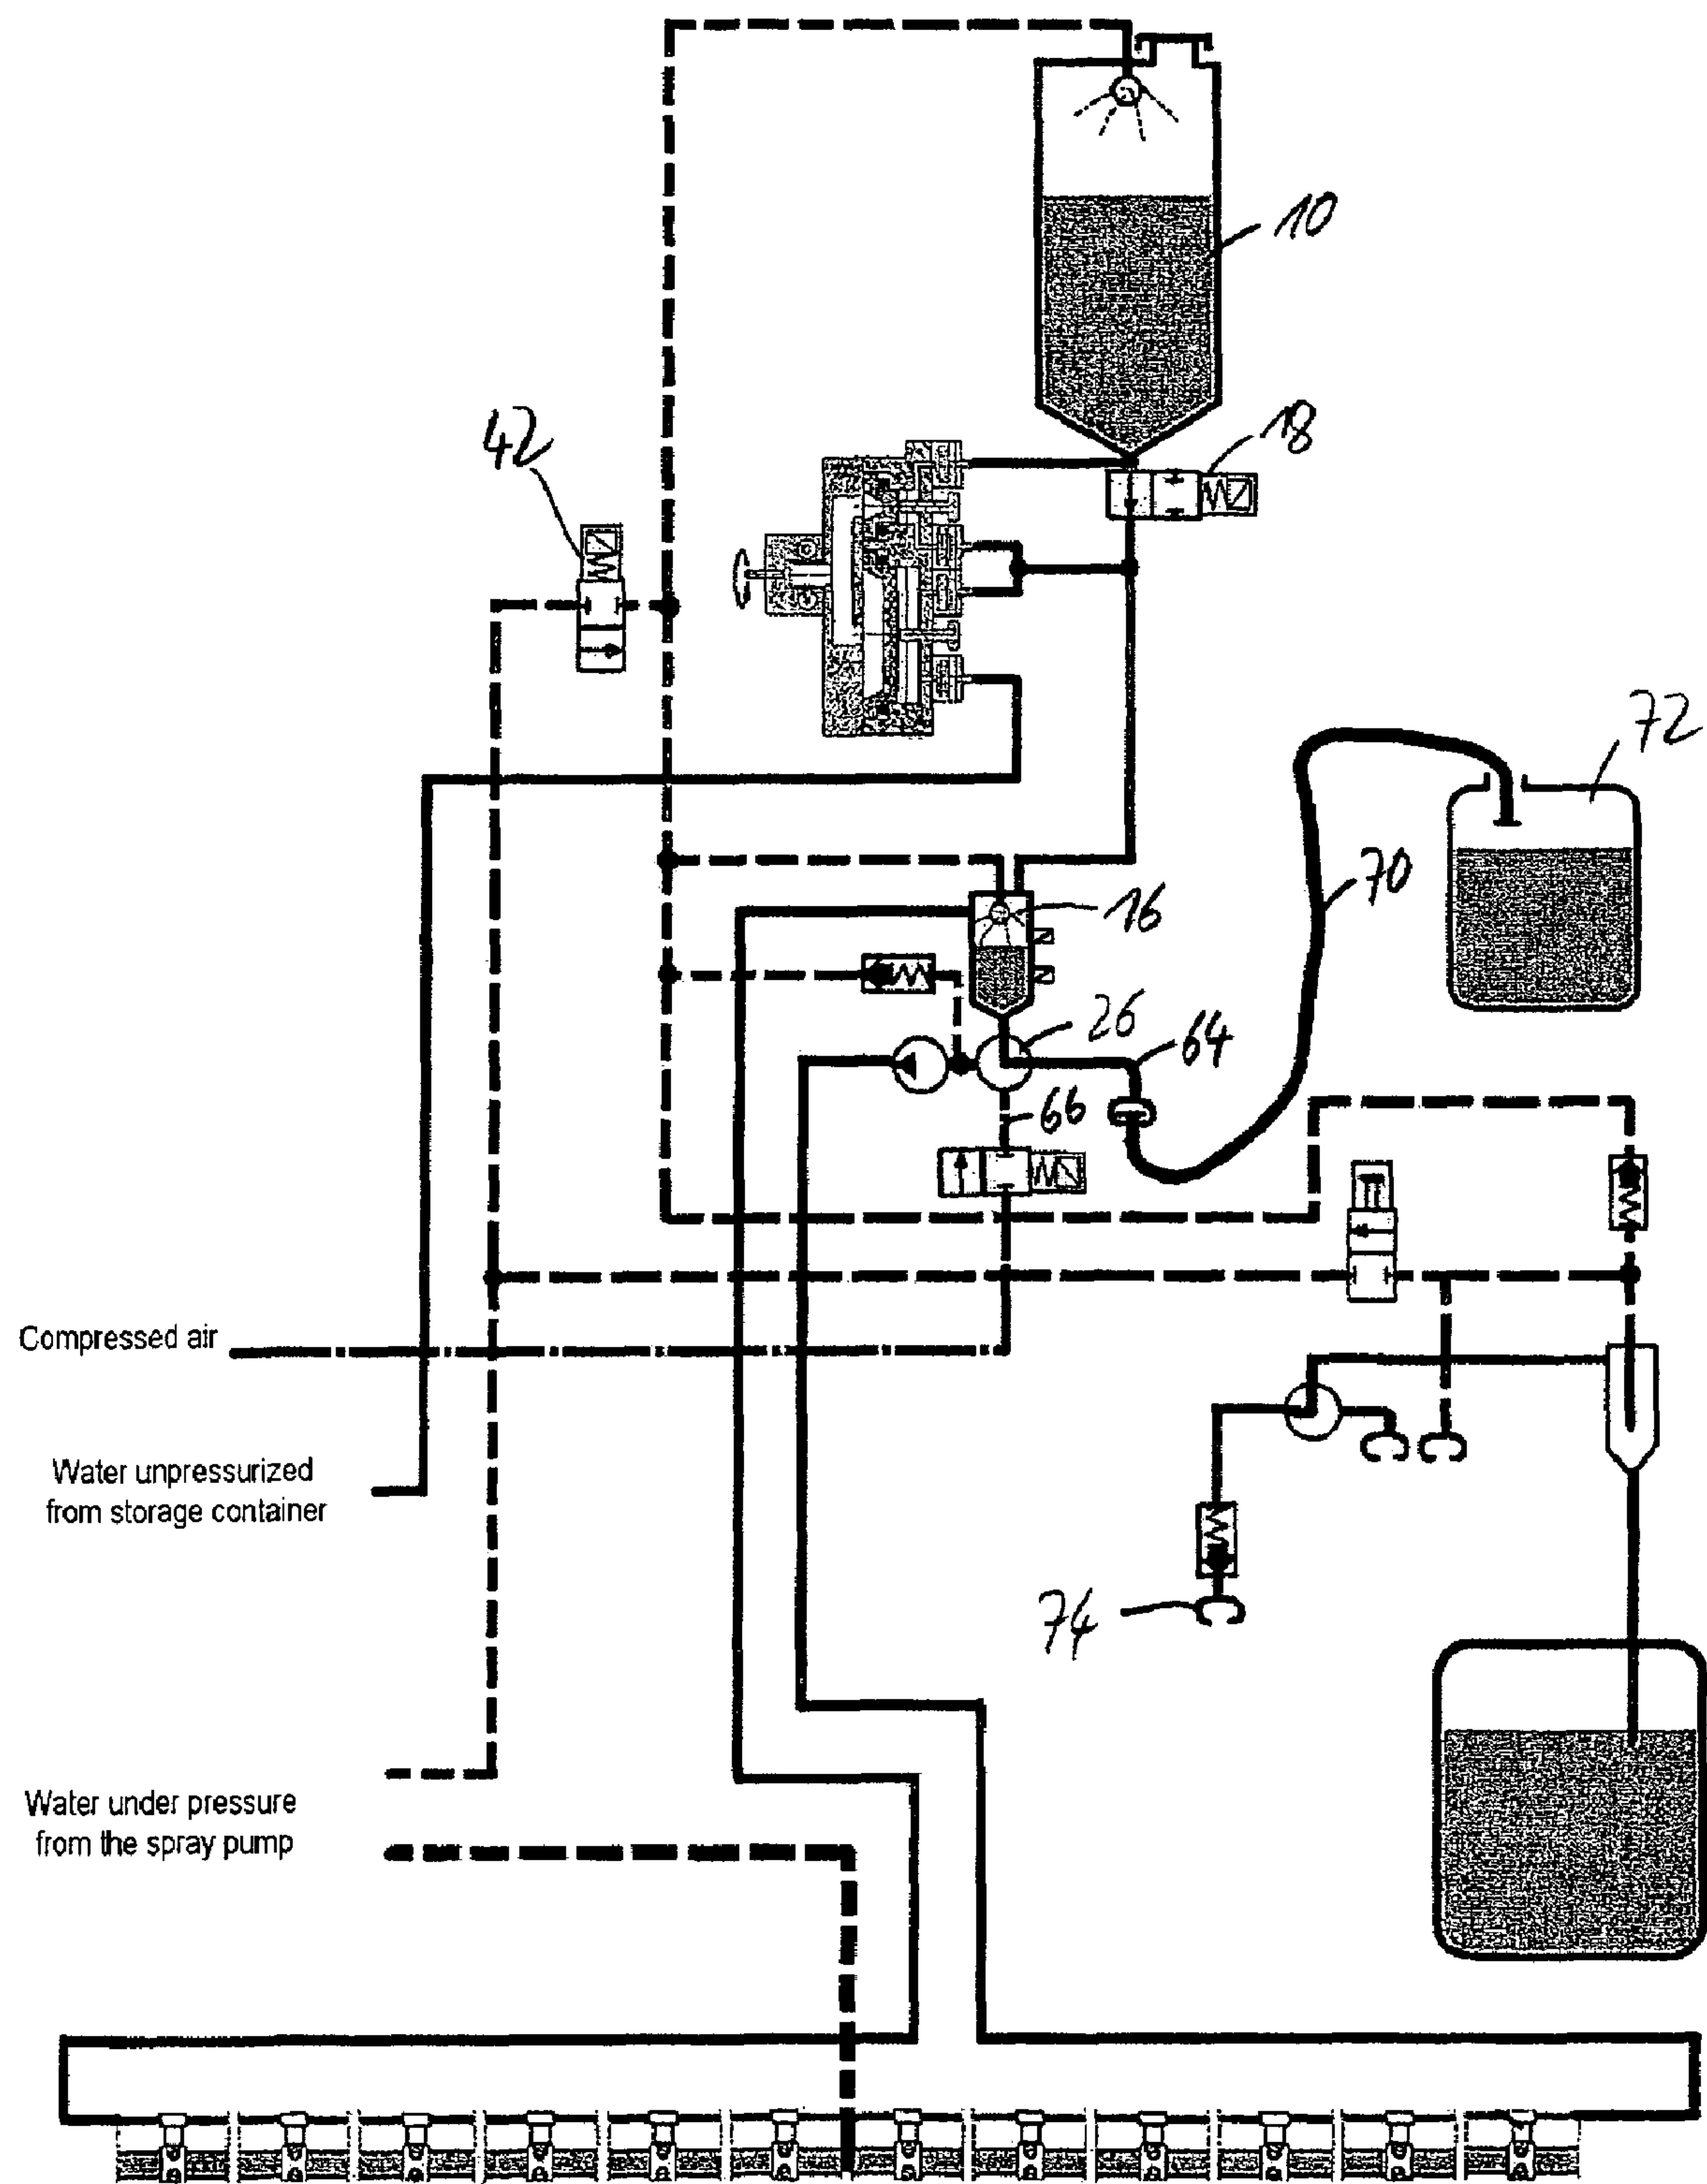 10
18
42
72
70
16
26
64
66
Compressed air
Water unpressurized
from storage container
74
Water under pressure
from the spray pump